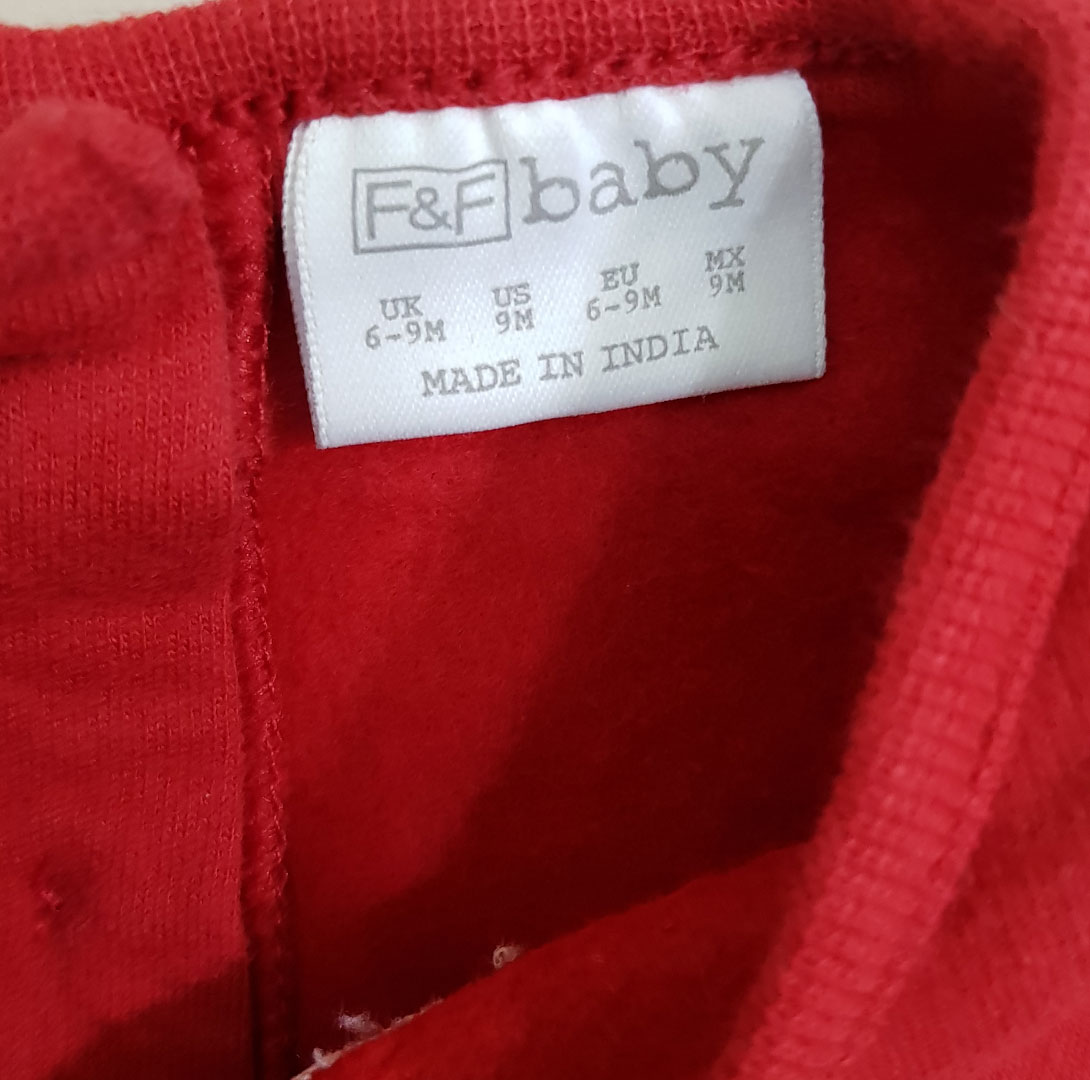 F&F baby
UK US EU MX
6-9M 9M 6-9M 9M
MADE IN INDIA